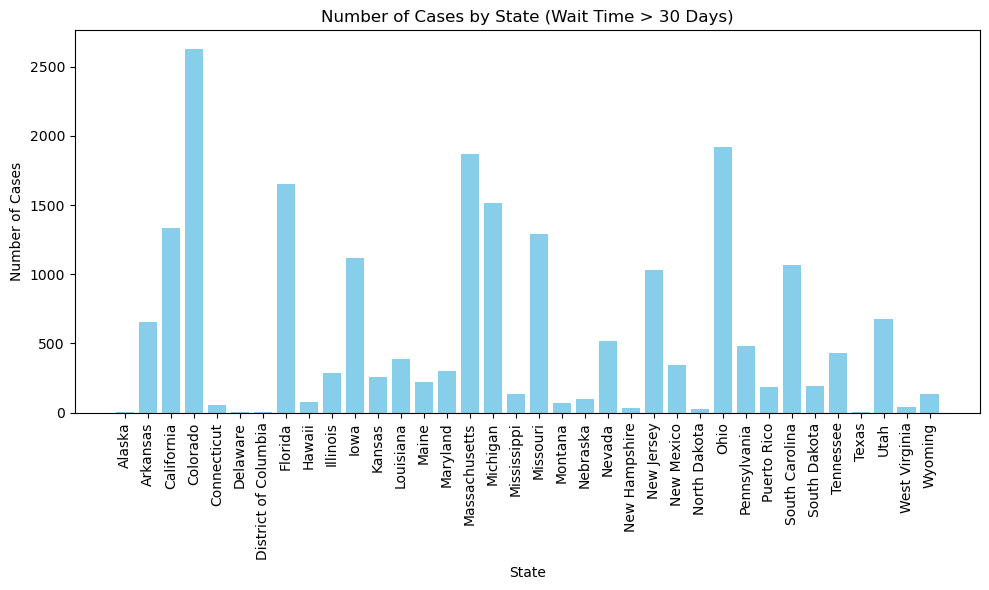 Number of Cases by State (Wait Time > 30 Days)
Number of Cases
2500
2000
1500
1000
500
0
Alaska
Arkansas
California
Colorado
Connecticut
Delaware
District of Columbia
Florida
Hawaii
Illinois
Iowa
Kansas
Louisiana
Maine
Maryland
Massachusetts
Michigan
Mississippi
Missouri
Montana
Nebraska
Nevada
New Hampshire
New Jersey
New Mexico
North Dakota
Ohio
Pennsylvania
Puerto Rico
South Carolina
South Dakota
Tennessee
Texas
Utah
West Virginia
Wyoming
State